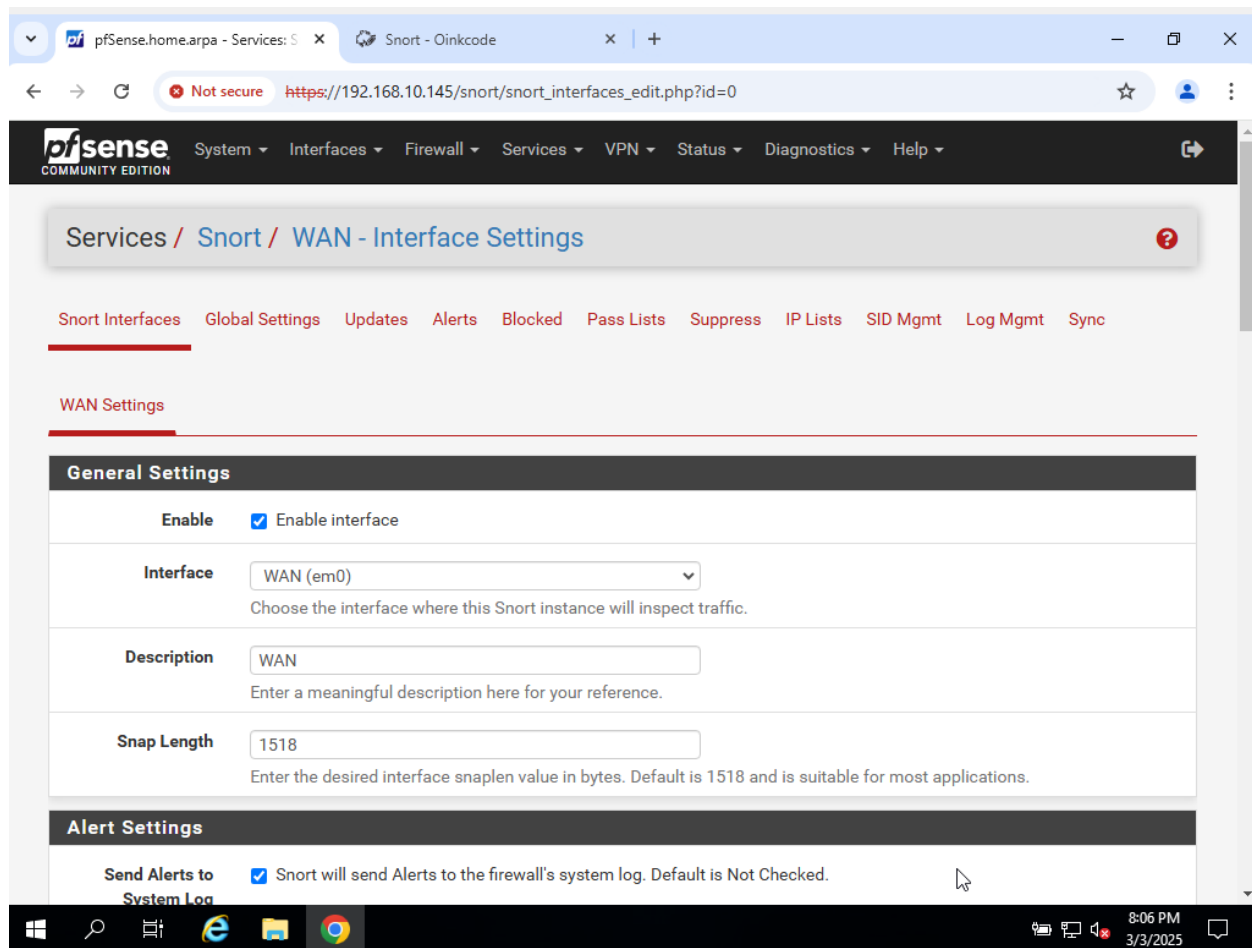 pfSense.home.arpa - Services: S
Snort - Oinkcode
Not secure https://192.168.10.145/snort/snort_interfaces_edit.php?id=0
pfsense COMMUNITY EDITION
System Interfaces Firewall Services VPN Status Diagnostics Help
Services / Snort / WAN - Interface Settings
Snort Interfaces Global Settings Updates Alerts Blocked Pass Lists Suppress IP Lists SID Mgmt Log Mgmt Sync
WAN Settings
General Settings
Enable Enable interface
Interface WAN (em0)
Choose the interface where this Snort instance will inspect traffic.
Description WAN
Enter a meaningful description here for your reference.
Snap Length 1518
Enter the desired interface snaplen value in bytes. Default is 1518 and is suitable for most applications.
Alert Settings
Send Alerts to Snort will send Alerts to the firewall's system log. Default is Not Checked.
System Log
8:06 PM
3/3/2025